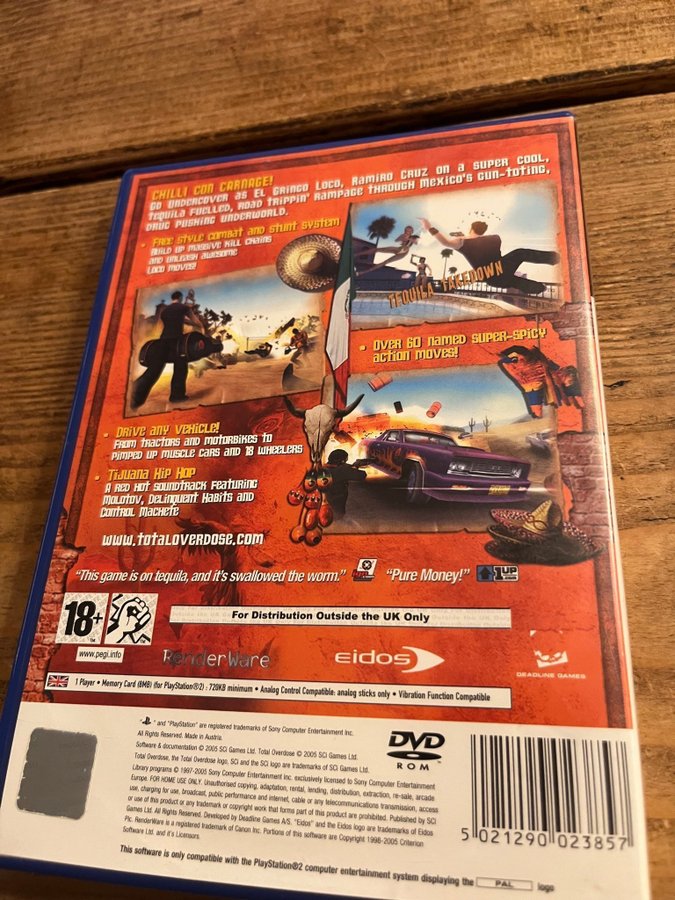 CHILLI CON CARNAGE!
GO UNDERCOVER AS EL GRINGO LOCO, RAMIRO CRUZ ON A SUPER COOL,
TEQUILA FUELLED, ROAD TRIPPIN' RAMPAGE THROUGH MEXICO'S GUN-TOTING,
DRUG PUSHING UNDERWORLD.
• FREE STYLE COMBAT AND STUNT SYSTEM
BUILD UP MASSIVE KILL CHAINS
AND UNLEASH AWESOME
LOCO MOVES!
TEQUILA TAKEDOWN
• OVER 60 NAMED SUPER-SPICY
ACTION MOVES!
• DRIVE ANY VEHICLE!
FROM TRACTORS AND MOTORBIKES TO
PIMPED UP MUSCLE CARS AND 18 WHEELERS
• TIJUANA HIP HOP
A RED HOT SOUNDTRACK FEATURING
MOLOTOV, DELINQUENT HABITS AND
CONTROL MACHETE
WWW.TOTALOVERDOSE.COM
"This game is on tequila, and it's swallowed the worm."
"Pure Money!" 1UP
18+
www.pegi.info
For Distribution Outside the UK Only
RenderWare
eidos
DEADLINE GAMES
1 Player • Memory Card (8MB) (for PlayStation®2) : 720KB minimum • Analog Control Compatible: analog sticks only • Vibration Function Compatible
" and "PlayStation" are registered trademarks of Sony Computer Entertainment Inc.
All Rights Reserved. Made in Austria.
Software & documentation © 2005 SCi Games Ltd. Total Overdose © 2005 SCi Games Ltd.
Total Overdose, the Total Overdose logo, SCi and the SCi logo are trademarks of SCi Games Ltd.
Library programs © 1997-2005 Sony Computer Entertainment Inc. exclusively licensed to Sony Computer Entertainment
Europe. FOR HOME USE ONLY. Unauthorised copying, adaptation, rental, lending, distribution, extraction, re-sale, arcade
use, charging for use, broadcast, public performance and internet, cable or any telecommunications transmission, access
or use of this product or any trademark or copyright work that forms part of this product are prohibited. Published by SCi
Games Ltd. All Rights Reserved. Developed by Deadline Games A/S. "Eidos" and the Eidos logo are trademarks of Eidos
Plc. RenderWare is a registered trademark of Canon Inc. Portions of this software are Copyright 1998-2005 Criterion
Software Ltd. and it's Licensors.
DVD
ROM
5 021290 023857
This software is only compatible with the PlayStation®2 computer entertainment system displaying the PAL logo